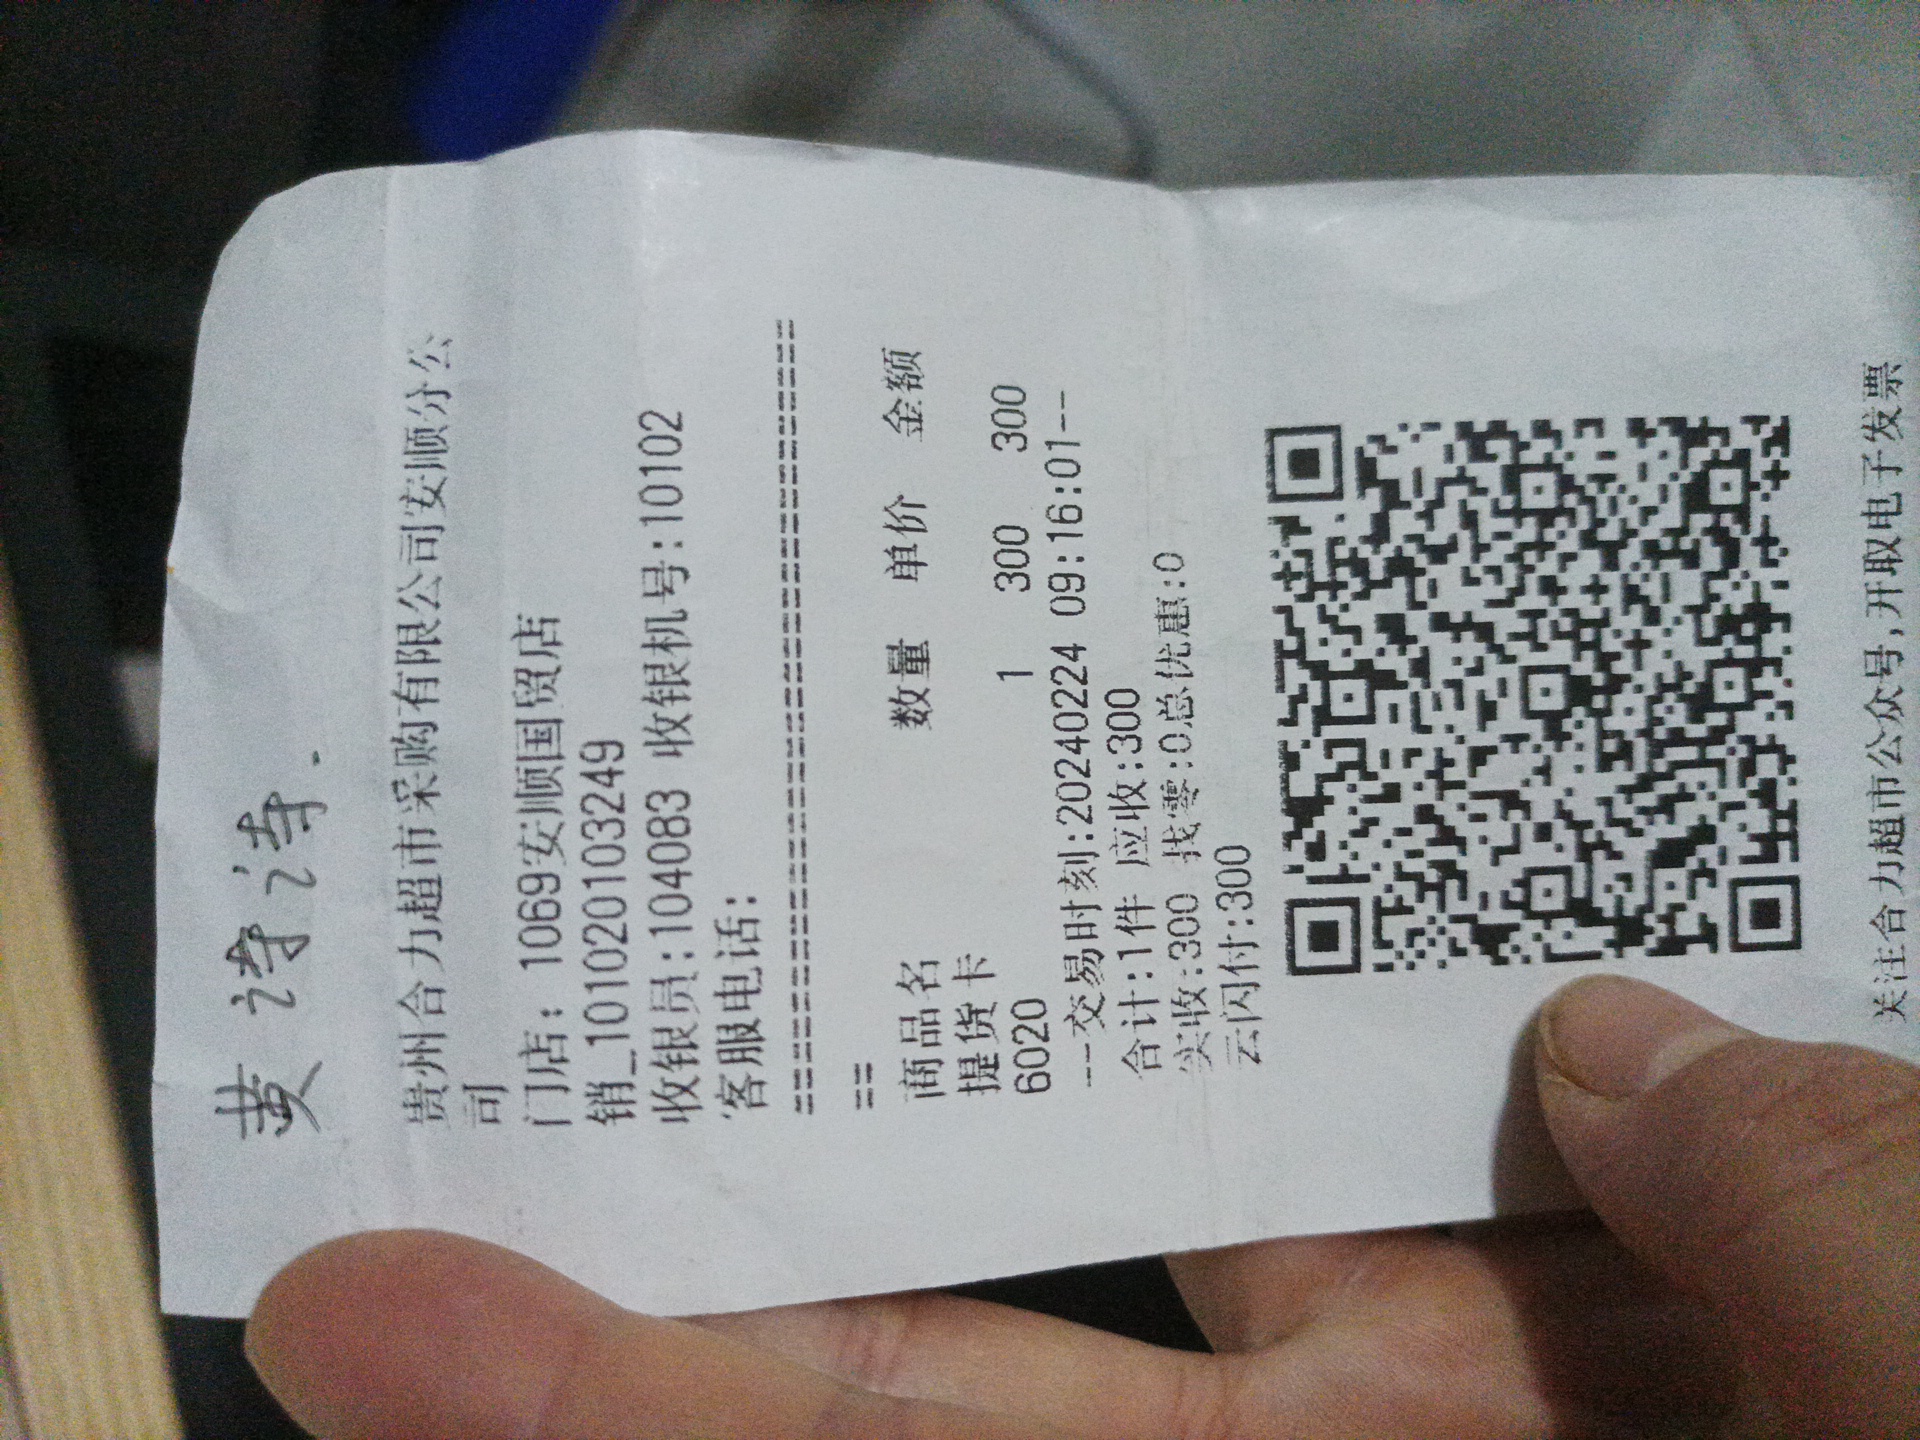 黄诗涛.
贵州合力超市采购有限公司安顺分公
司
门店: 1069安顺国贸店
销_1010201033249
收银员:104083 收银机号:10102
客服电话:
==========================================
==
商品名 数量 单价 金额
提货卡
6020 1 300 300
---交易时刻:20240224 09:16:01--
合计:1件 应收:300
实收:300 找零:0总优惠:0
云闪付:300
关注合力超市公众号,开取电子发票